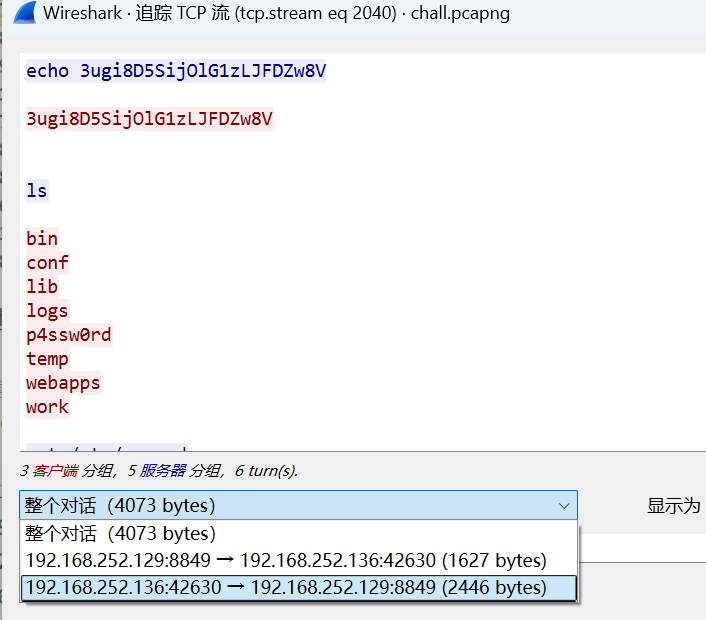 Wireshark · 追踪 TCP 流 (tcp.stream eq 2040) · chall.pcapng
echo 3ugi8D5SijOlG1zLJFDZw8V
3ugi8D5SijOlG1zLJFDZw8V
ls
bin
conf
lib
logs
p4ssw0rd
temp
webapps
work
3 客户端 分组，5 服务器 分组，6 turn(s).
整个对话（4073 bytes）
显示为
整个对话（4073 bytes）
192.168.252.129:8849 → 192.168.252.136:42630 (1627 bytes)
192.168.252.136:42630 → 192.168.252.129:8849 (2446 bytes)